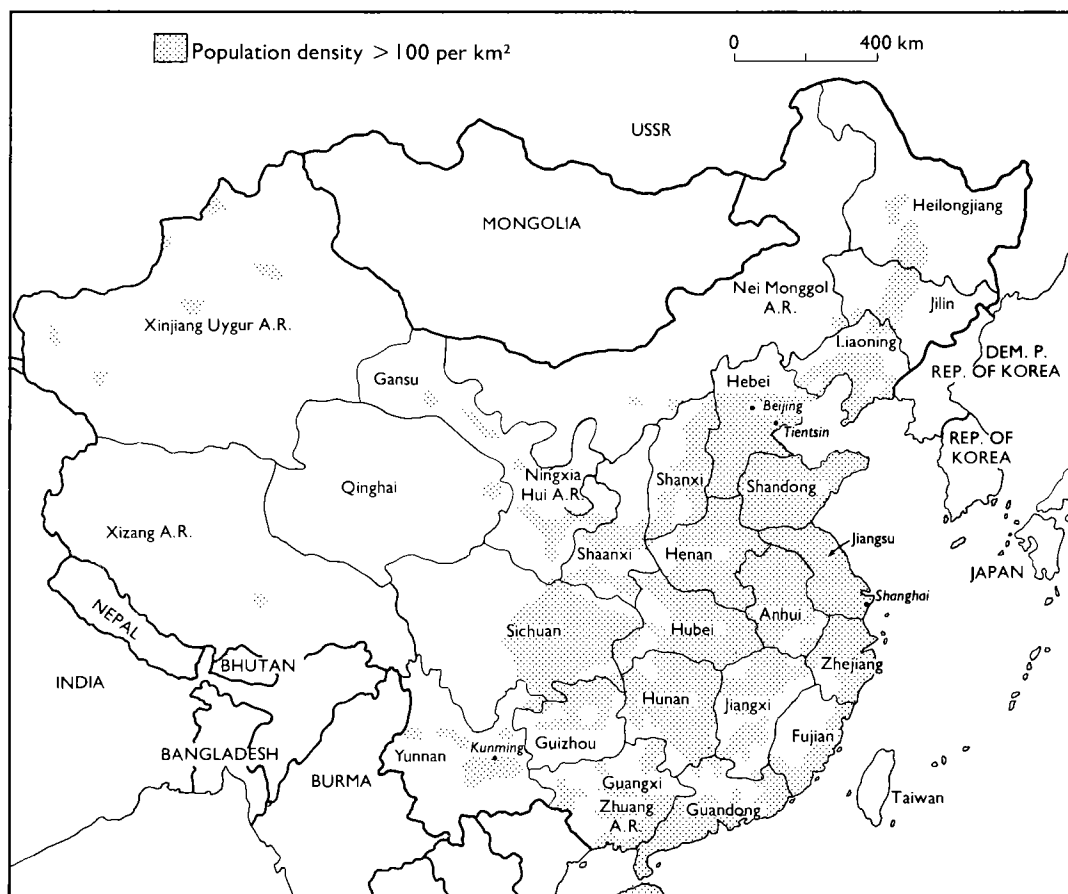 Population density > 100 per km²
0 400 km
USSR
MONGOLIA
Heilongjiang
Nei Monggol
A.R.
Jilin
Xinjiang Uygur A.R.
Liaoning
DEM. P.
REP. OF KOREA
Gansu
Hebei
Beijing
Tientsin
REP. OF
KOREA
Ningxia
Hui A.R.
Shanxi
Shandong
Qinghai
Xizang A.R.
Shaanxi
Henan
Jiangsu
JAPAN
Shanghai
Anhui
NEPAL
Sichuan
Hubei
BHUTAN
Zhejiang
INDIA
Hunan
Jiangxi
BANGLADESH
Yunnan
Kunming
Guizhou
Fujian
BURMA
Guangxi
Zhuang
A.R.
Guandong
Taiwan